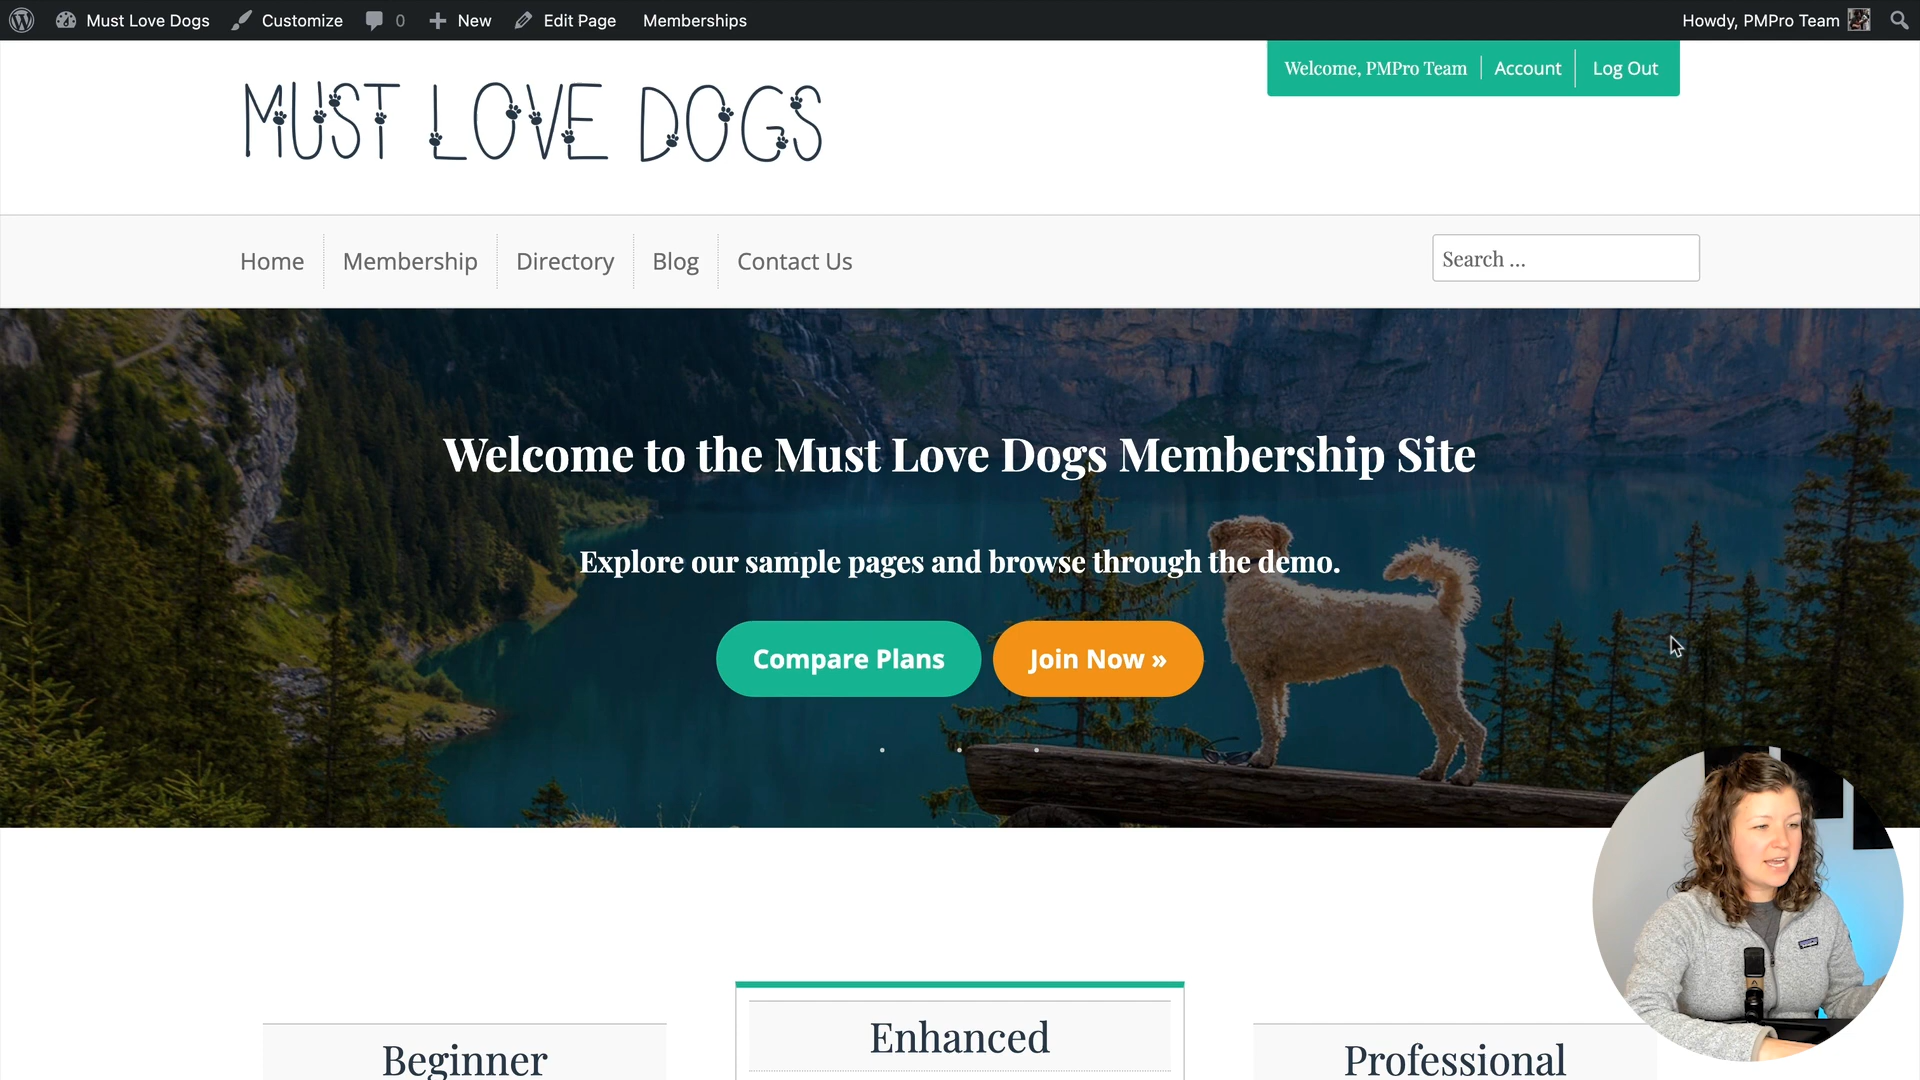 Must Love Dogs Customize 0 New Edit Page Memberships Howdy, PMPro Team
Welcome, PMPro Team Account Log Out
MUST LOVE DOGS
Home Membership Directory Blog Contact Us Search ...
Welcome to the Must Love Dogs Membership Site
Explore our sample pages and browse through the demo.
Compare Plans Join Now »
Enhanced
Beginner Professional